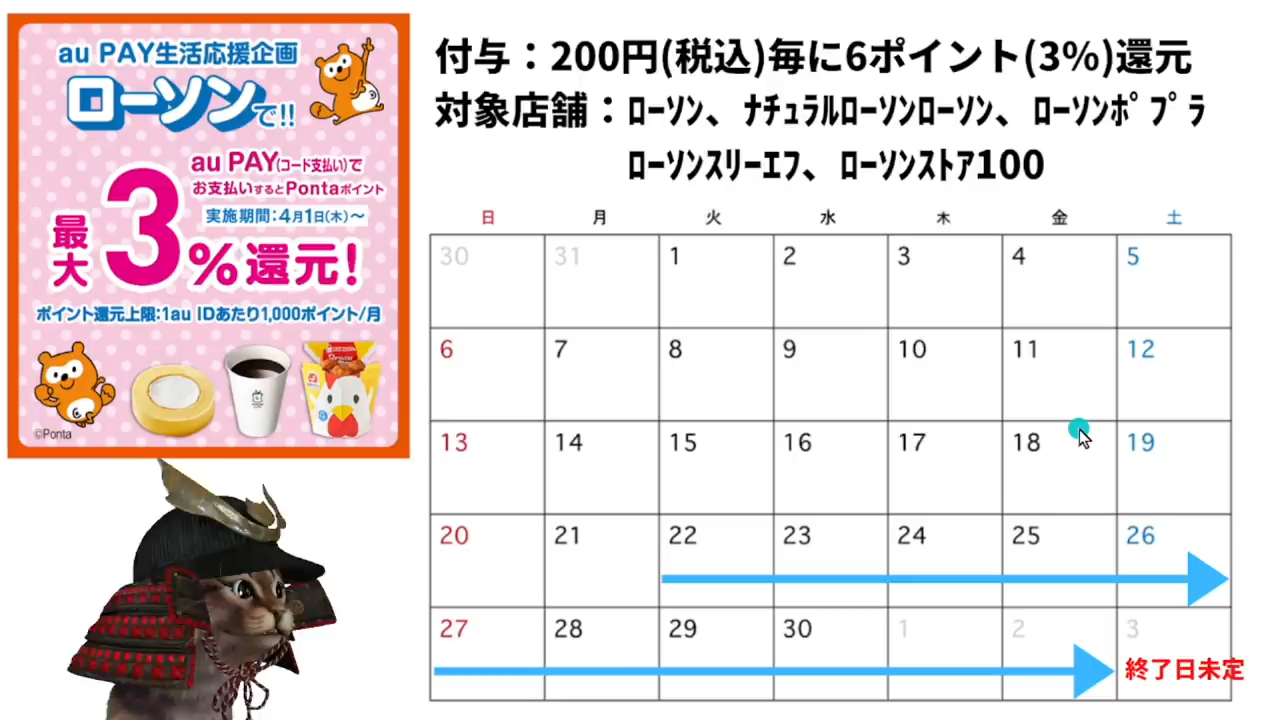 au PAY生活応援企画
ローソンで!!
au PAY(コード支払い)で
お支払いするとPontaポイント
実施期間:4月1日(木)～
最大3%還元!
ポイント還元上限:1au IDあたり1,000ポイント/月
©Ponta
付与：200円(税込)毎に6ポイント(3%)還元
対象店舗：ﾛｰｿﾝ、ﾅﾁｭﾗﾙﾛｰｿﾝﾛｰｿﾝ、ﾛｰｿﾝﾎﾟﾌﾟﾗ
ﾛｰｿﾝｽﾘｰｴﾌ、ﾛｰｿﾝｽﾄｱ100
日 月 火 水 木 金 土
30 31 1 2 3 4 5
6 7 8 9 10 11 12
13 14 15 16 17 18 19
20 21 22 23 24 25 26
27 28 29 30 1 2 3
終了日未定